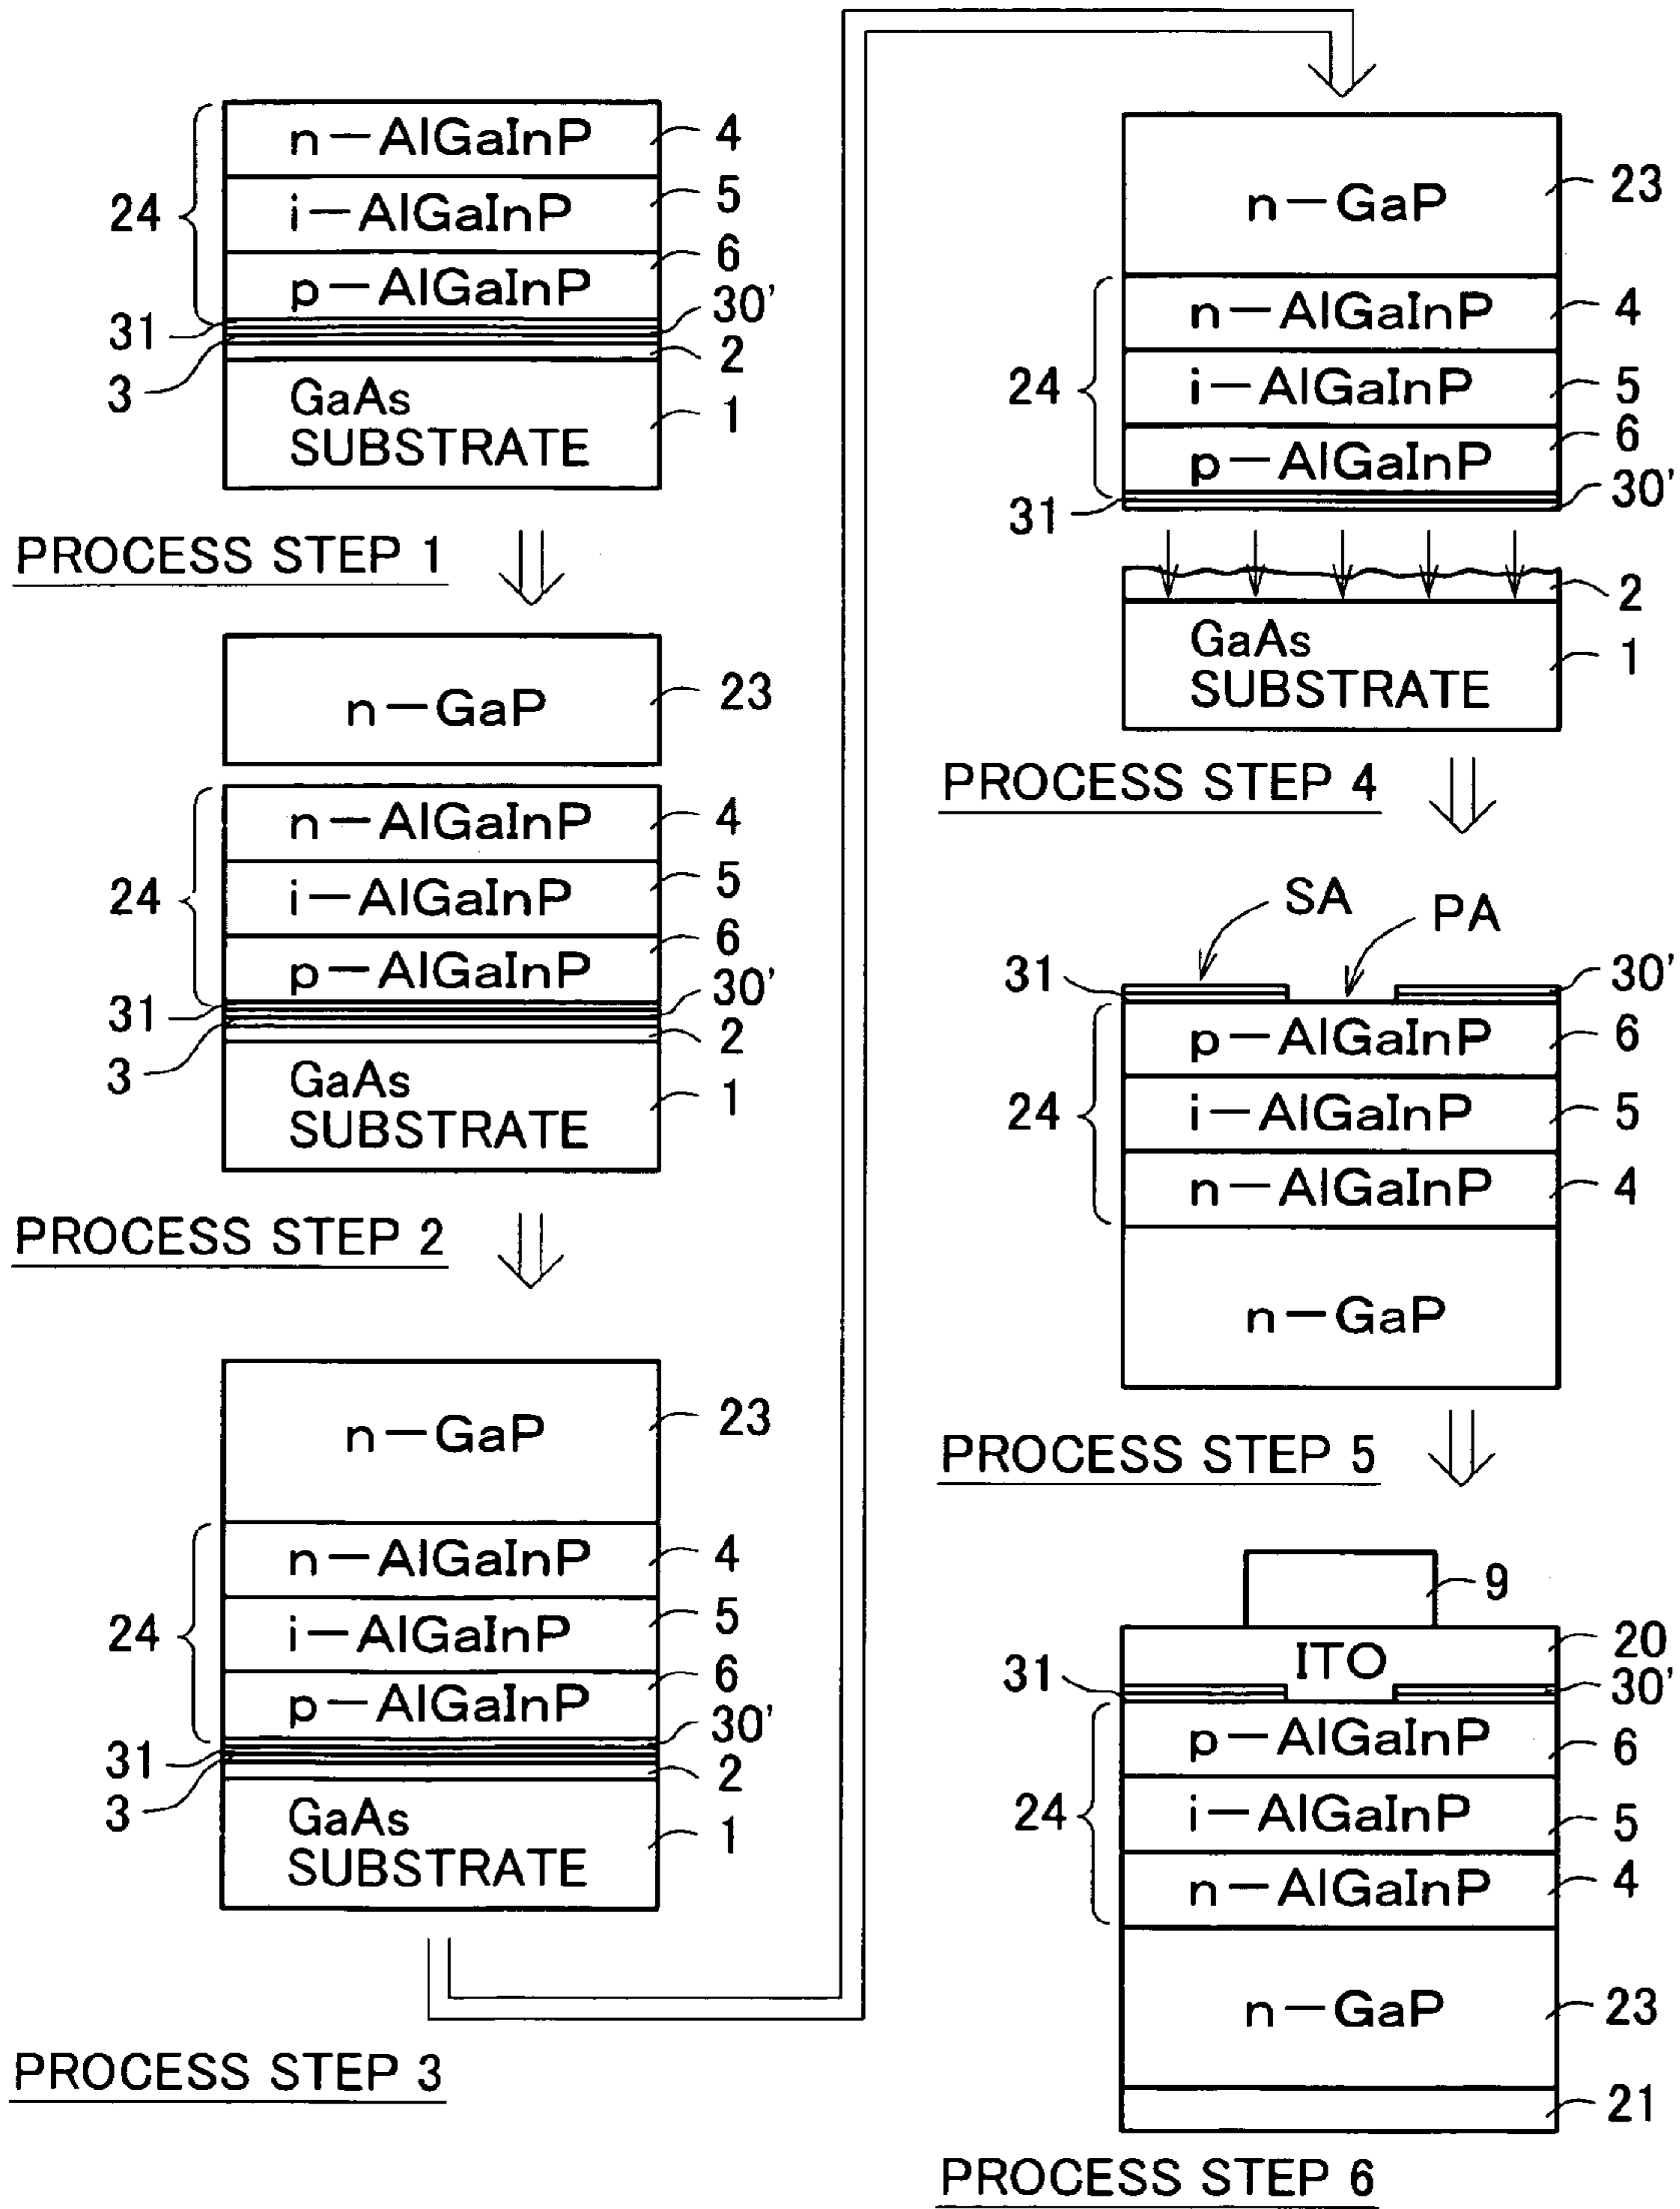 n-AlGaInP 4
24 i-AlGaInP 5
p-AlGaInP 6
31 30'
3 2
GaAs
SUBSTRATE 1
PROCESS STEP 1
n-GaP 23
n-AlGaInP 4
24 i-AlGaInP 5
p-AlGaInP 6
31 30'
3 2
GaAs
SUBSTRATE 1
PROCESS STEP 2
n-GaP 23
n-AlGaInP 4
24 i-AlGaInP 5
p-AlGaInP 6
31 30'
3 2
GaAs
SUBSTRATE 1
PROCESS STEP 3
n-GaP 23
n-AlGaInP 4
24 i-AlGaInP 5
p-AlGaInP 6
31 30'
2
GaAs
SUBSTRATE 1
PROCESS STEP 4
SA PA
31 30'
p-AlGaInP 6
24 i-AlGaInP 5
n-AlGaInP 4
n-GaP
PROCESS STEP 5
9
ITO 20
31 30'
p-AlGaInP 6
24 i-AlGaInP 5
n-AlGaInP 4
n-GaP 23
21
PROCESS STEP 6